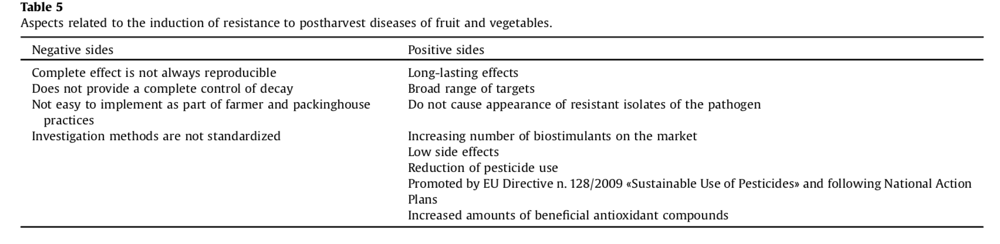 Table 5
Aspects related to the induction of resistance to postharvest diseases of fruit and vegetables.
Negative sides Positive sides
Complete effect is not always reproducible Long-lasting effects
Does not provide a complete control of decay Broad range of targets
Not easy to implement as part of farmer and packinghouse Do not cause appearance of resistant isolates of the pathogen
practices
Investigation methods are not standardized Increasing number of biostimulants on the market
Low side effects
Reduction of pesticide use
Promoted by EU Directive n. 128/2009 «Sustainable Use of Pesticides» and following National Action
Plans
Increased amounts of beneficial antioxidant compounds